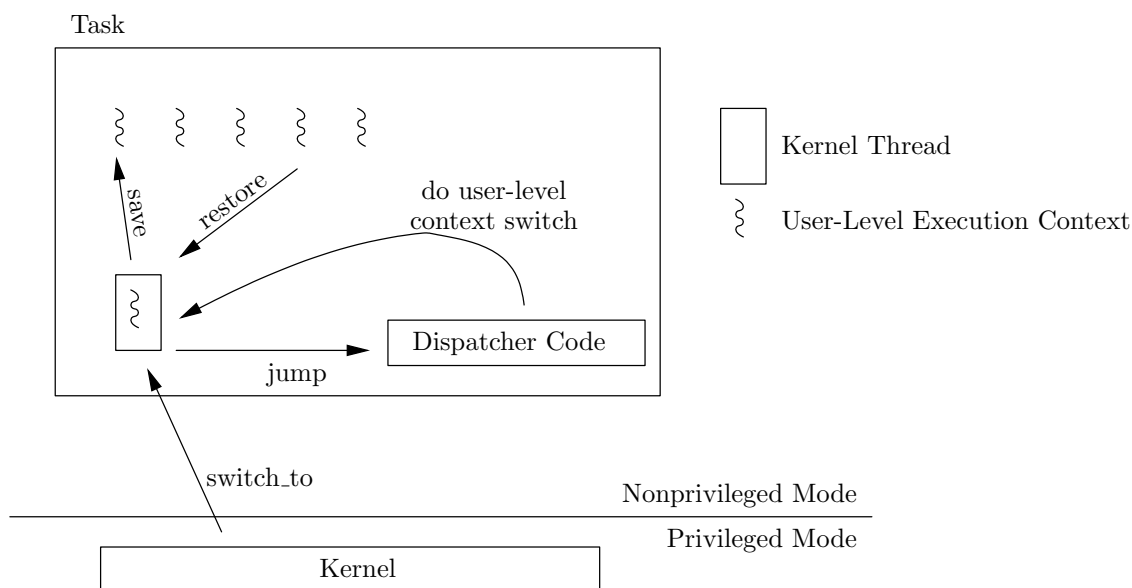 Task
Kernel Thread
save
restore
do user-level
context switch
User-Level Execution Context
Dispatcher Code
jump
switch_to
Nonprivileged Mode
Privileged Mode
Kernel